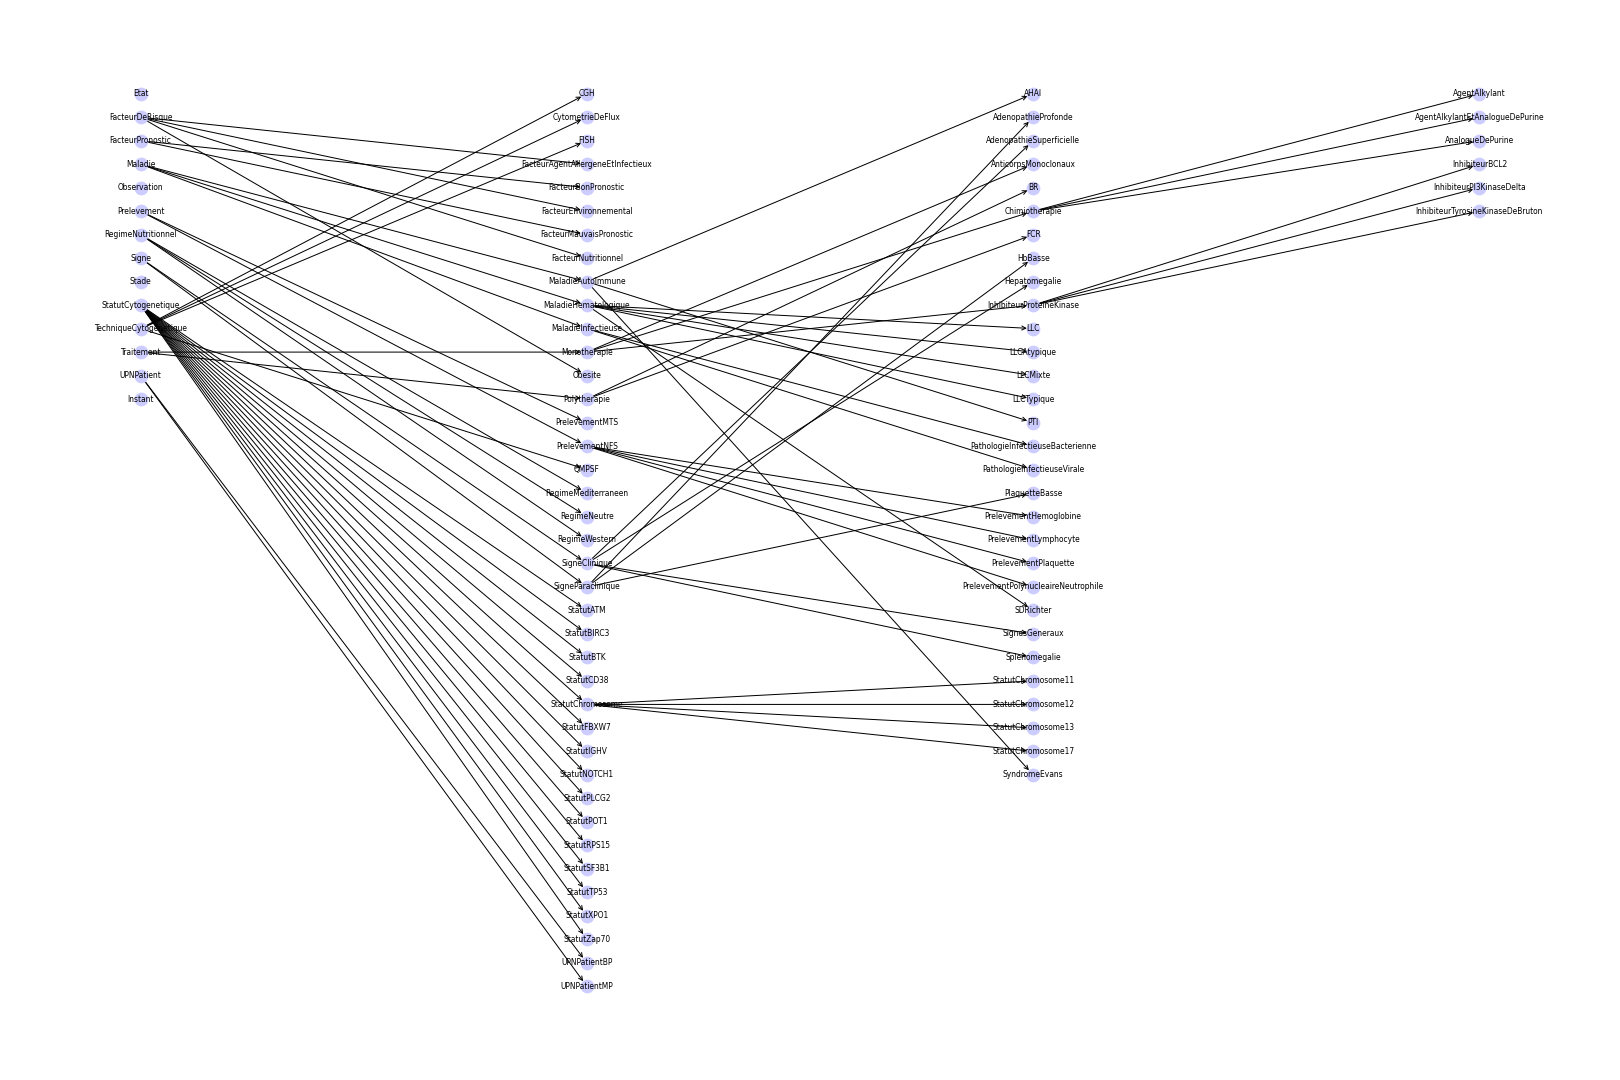 Etat
FacteurDeRisque
FacteurPronostic
Maladie
Observation
Prelevement
RegimeNutritionnel
Signe
Stade
StatutCytogenetique
TechniqueCytogenetique
Traitement
UPNPatient
Instant
CGH
CytometrieDeFlux
FISH
FacteurAgentAllergeneEtInfectieux
FacteurBonPronostic
FacteurEnvironnemental
FacteurMauvaisPronostic
FacteurNutritionnel
MaladieAutoImmune
MaladieHematologique
MaladieInfectieuse
Monotherapie
Obesite
Polytherapie
PrelevementMTS
PrelevementNFS
QMPSF
RegimeMediterraneen
RegimeNeutre
RegimeWestern
SigneClinique
SigneParaclinique
StatutATM
StatutBIRC3
StatutBTK
StatutCD38
StatutChromosome
StatutFBXW7
StatutIGHV
StatutNOTCH1
StatutPLCG2
StatutPOT1
StatutRPS15
StatutSF3B1
StatutTP53
StatutXPO1
StatutZap70
UPNPatientBP
UPNPatientMP
AHAI
AdenopathieProfonde
AdenopathieSuperficielle
AnticorpsMonoclonaux
BR
Chimiotherapie
FCR
HbBasse
Hepatomegalie
InhibiteurProteineKinase
LLC
LLCAtypique
LLCMixte
LLCTypique
PTI
PathologieInfectieuseBacterienne
PathologieInfectieuseVirale
PlaquetteBasse
PrelevementHemoglobine
PrelevementLymphocyte
PrelevementPlaquette
PrelevementPolynucleaireNeutrophile
SDRichter
SignesGeneraux
Splenomegalie
StatutChromosome11
StatutChromosome12
StatutChromosome13
StatutChromosome17
SyndromeEvans
AgentAlkylant
AgentAlkylantEtAnalogueDePurine
AnalogueDePurine
InhibiteurBCL2
InhibiteurPI3KinaseDelta
InhibiteurTyrosineKinaseDeBruton